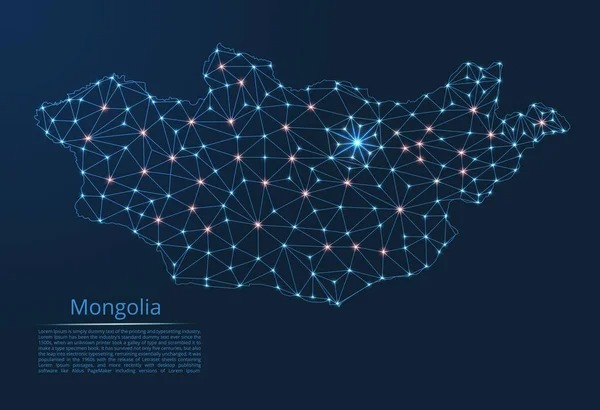 Mongolia
Lorem Ipsum is simply dummy text of the printing and typesetting
industry. Lorem Ipsum has been the industry's standard dummy text ever since the
1500s, when an unknown printer took a galley of type and scrambled it to make a type
specimen book. It has survived not only five centuries, but also the leap into
electronic typesetting, remaining essentially unchanged. It was
popularised in the 1960s with the release of Letraset sheets containing
Lorem Ipsum passages, and more recently with desktop publishing software
like Aldus PageMaker including versions of Lorem Ipsum.